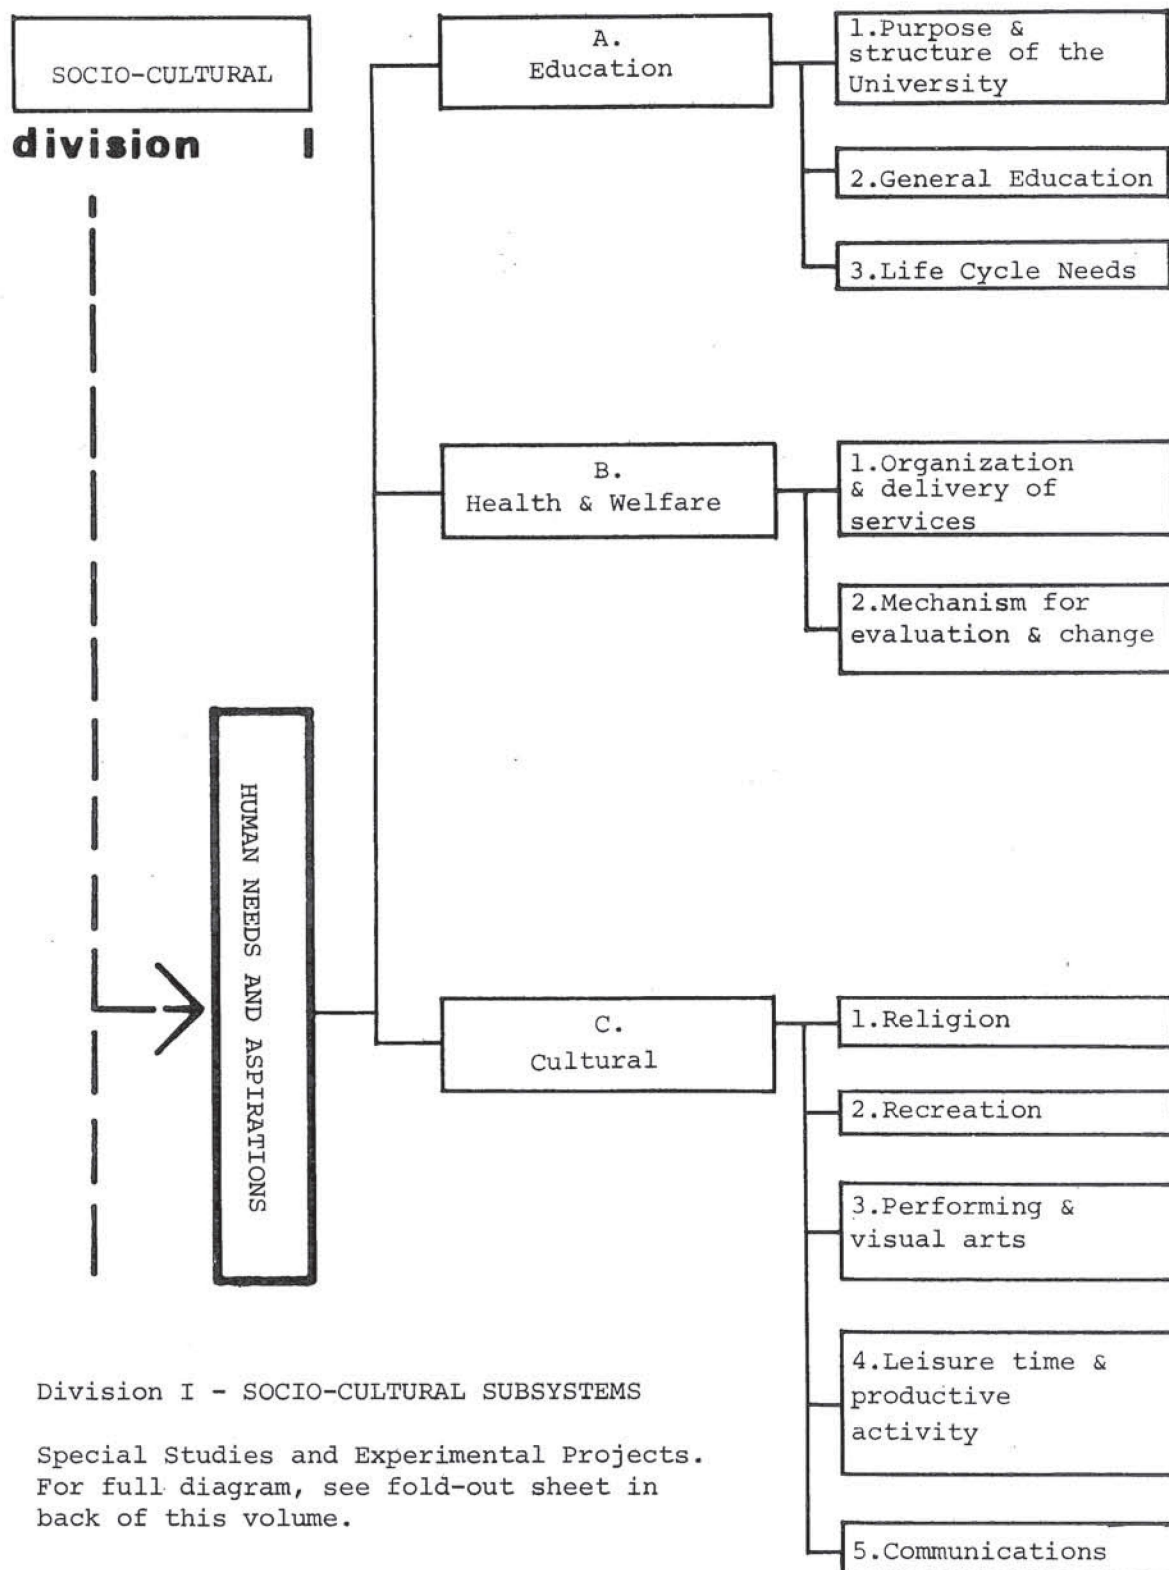 SOCIO-CULTURAL
division I
HUMAN NEEDS AND ASPIRATIONS
A.
Education
1.Purpose &
structure of the
University
2.General Education
3.Life Cycle Needs
B.
Health & Welfare
1.Organization
& delivery of
services
2.Mechanism for
evaluation & change
C.
Cultural
1.Religion
2.Recreation
3.Performing &
visual arts
4.Leisure time &
productive
activity
5.Communications
Division I - SOCIO-CULTURAL SUBSYSTEMS
Special Studies and Experimental Projects.
For full diagram, see fold-out sheet in
back of this volume.